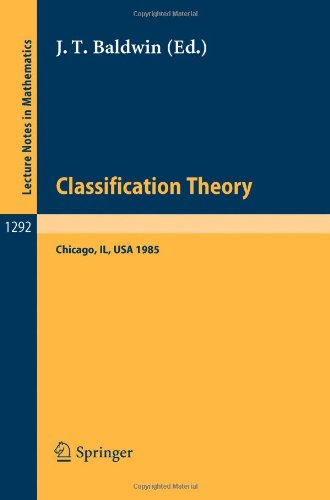 J. T. Baldwin (Ed.)
Lecture Notes in Mathematics
Classification Theory
1292
Chicago, IL, USA 1985
Springer